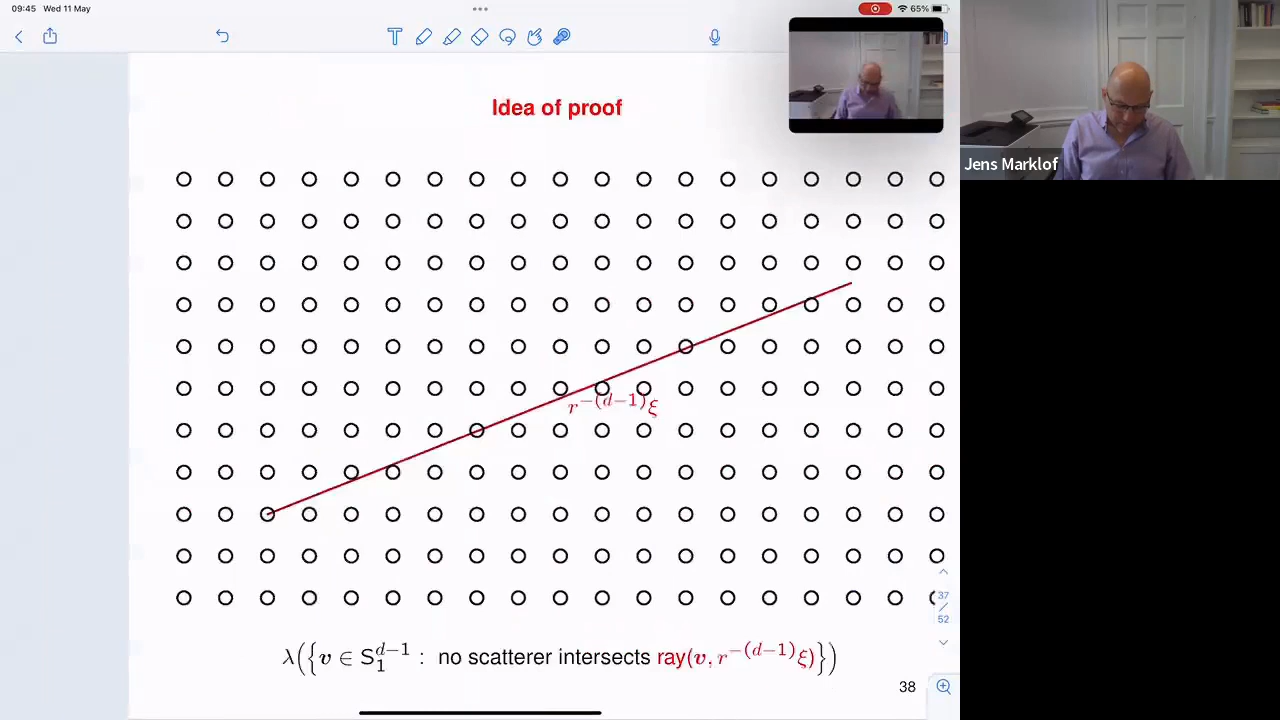 09:45 Wed 11 May
65%
Idea of proof
Jens Marklof
r^{-(d-1)}ξ
37
/
52
λ({v ∈ S_1^{d-1} : no scatterer intersects ray(v, r^{-(d-1)}ξ)})
38